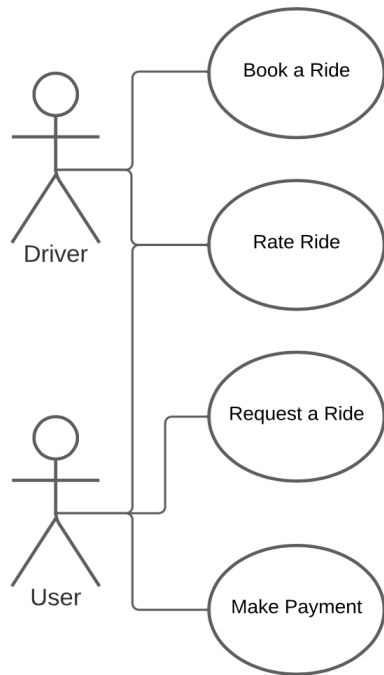 Book a Ride
Driver
Rate Ride
Request a Ride
User
Make Payment